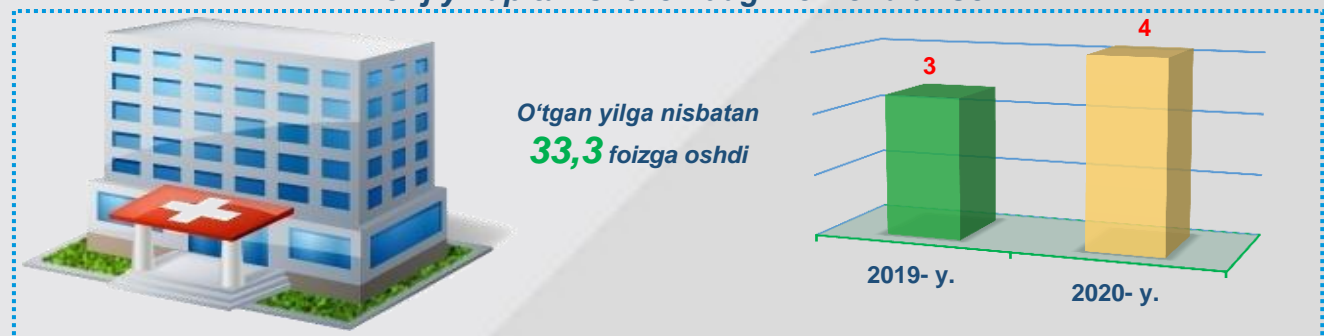 O‘tgan yilga nisbatan
33,3 foizga oshdi
3
4
2019- y.
2020- y.